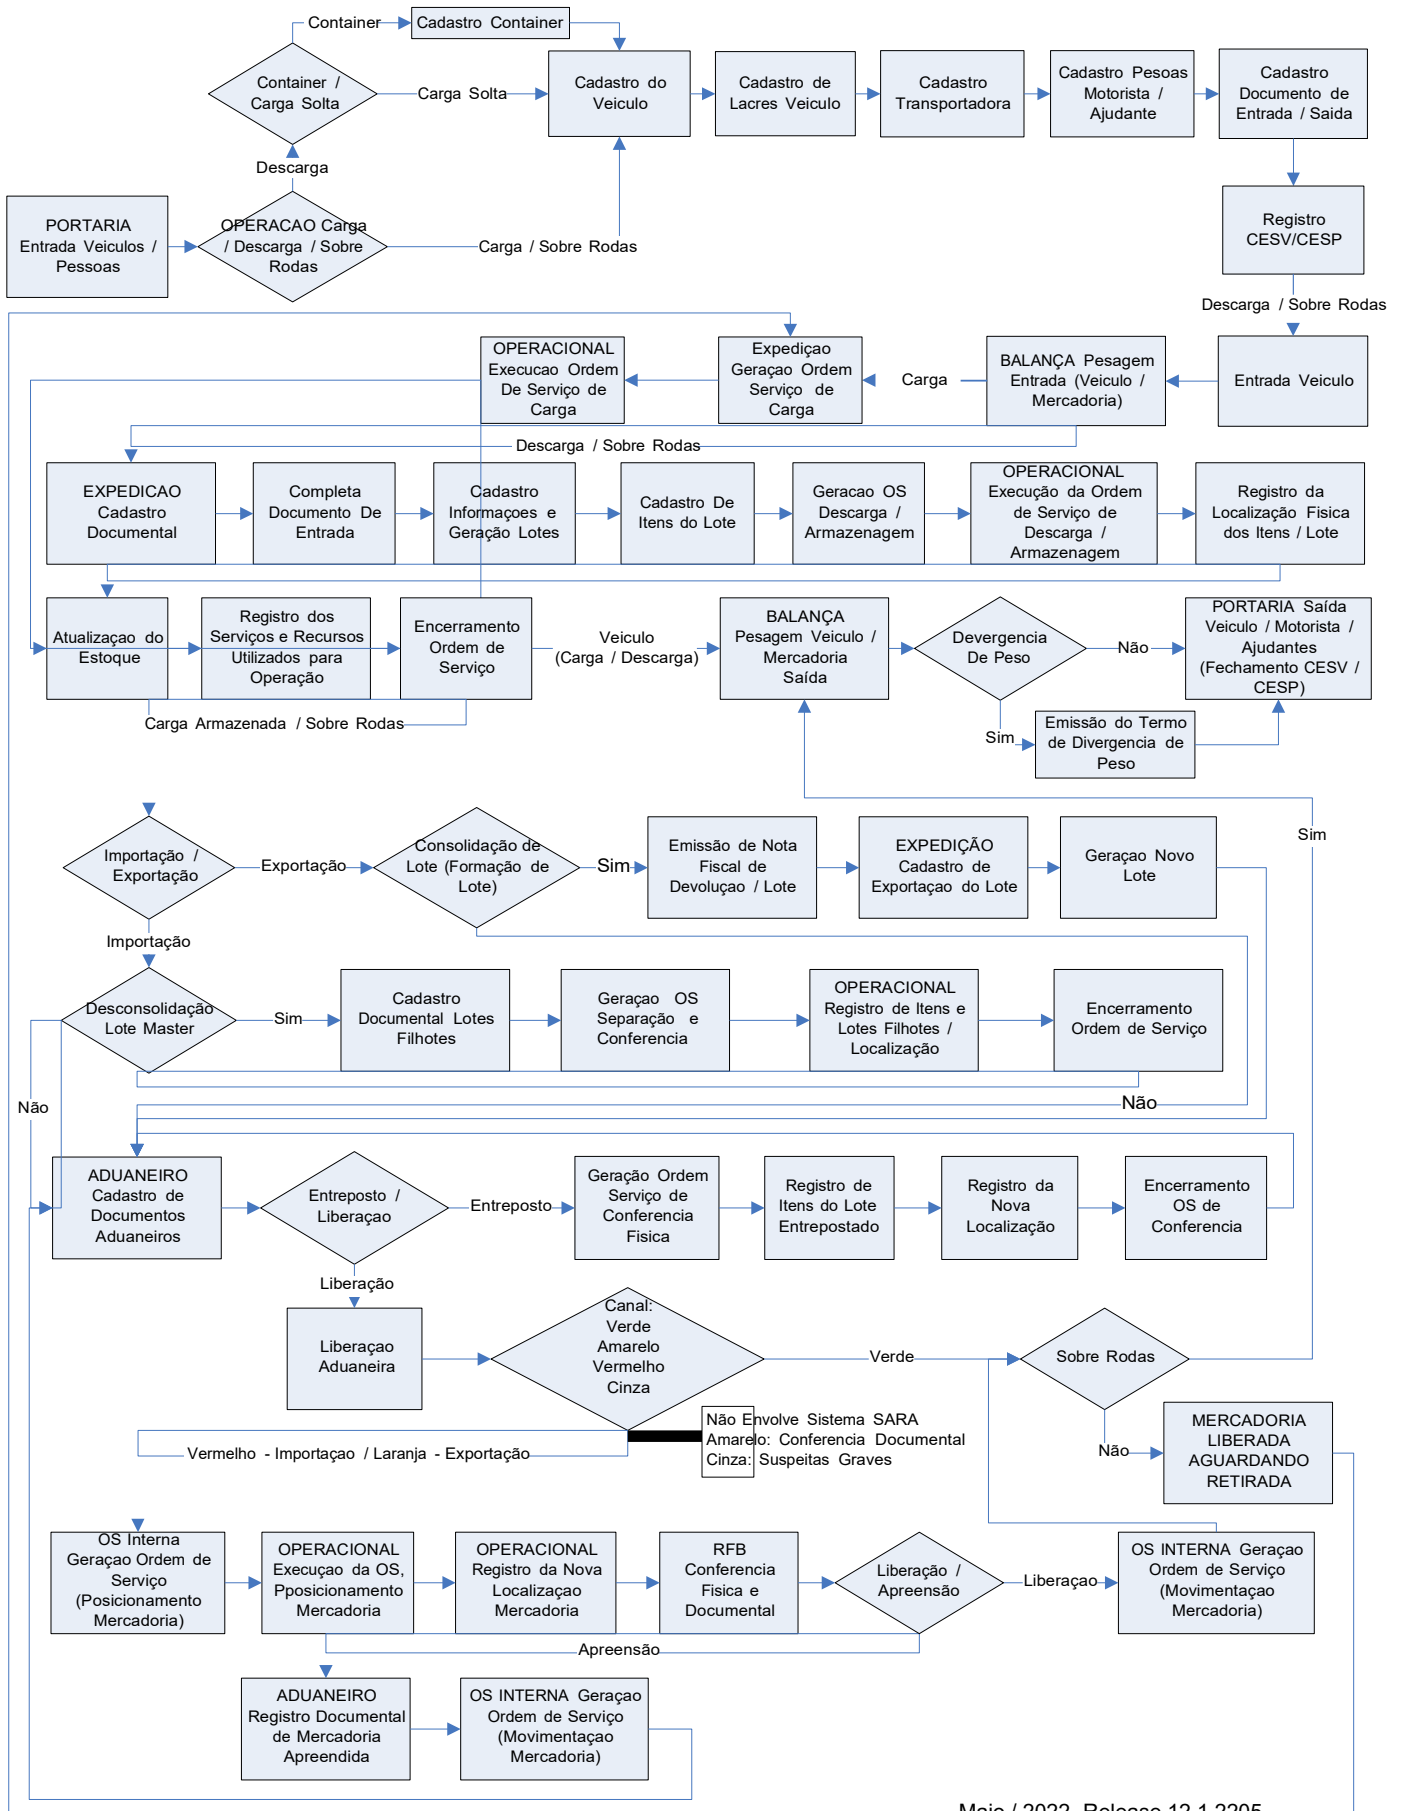 Container
Cadastro Container
Container /
Carga Solta
Carga Solta
Cadastro do
Veiculo
Cadastro de
Lacres Veiculo
Cadastro
Transportadora
Cadastro Pesoas
Motorista /
Ajudante
Cadastro
Documento de
Entrada / Saida
Descarga
PORTARIA
Entrada Veiculos /
Pessoas
OPERACAO Carga
/ Descarga / Sobre
Rodas
Carga / Sobre Rodas
Registro
CESV/CESP
Descarga / Sobre Rodas
OPERACIONAL
Execucao Ordem
De Serviço de
Carga
Expediçao
Geraçao Ordem
Serviço de
Carga
Carga
BALANÇA Pesagem
Entrada (Veiculo /
Mercadoria)
Entrada Veiculo
Descarga / Sobre Rodas
EXPEDICAO
Cadastro
Documental
Completa
Documento De
Entrada
Cadastro
Informaçoes e
Geração Lotes
Cadastro De
Itens do Lote
Geracao OS
Descarga /
Armazenagem
OPERACIONAL
Execução da Ordem
de Serviço de
Descarga /
Armazenagem
Registro da
Localização Fisica
dos Itens / Lote
Atualizaçao do
Estoque
Registro dos
Serviços e Recursos
Utilizados para
Operação
Encerramento
Ordem de
Serviço
Veiculo
(Carga / Descarga)
BALANÇA
Pesagem Veiculo /
Mercadoria
Saída
Devergencia
De Peso
Não
PORTARIA Saída
Veiculo / Motorista /
Ajudantes
(Fechamento CESV /
CESP)
Carga Armazenada / Sobre Rodas
Sim
Emissão do Termo
de Divergencia de
Peso
Sim
Importação /
Exportação
Exportação
Consolidação de
Lote (Formação de
Lote)
Sim
Emissão de Nota
Fiscal de
Devoluçao / Lote
EXPEDIÇÃO
Cadastro de
Exportaçao do Lote
Geraçao Novo
Lote
Importação
Desconsolidação
Lote Master
Sim
Cadastro
Documental Lotes
Filhotes
Geraçao OS
Separação e
Conferencia
OPERACIONAL
Registro de Itens e
Lotes Filhotes /
Localização
Encerramento
Ordem de Serviço
Não
Não
ADUANEIRO
Cadastro de
Documentos
Aduaneiros
Entreposto /
Liberaçao
Entreposto
Geração Ordem
Serviço de
Conferencia
Fisica
Registro de
Itens do Lote
Entrepostado
Registro da
Nova
Localização
Encerramento
OS de
Conferencia
Liberação
Liberaçao
Aduaneira
Canal:
Verde
Amarelo
Vermelho
Cinza
Verde
Sobre Rodas
Não Envolve Sistema SARA
Amarelo: Conferencia Documental
Cinza: Suspeitas Graves
Vermelho - Importaçao / Laranja - Exportação
Não
MERCADORIA
LIBERADA
AGUARDANDO
RETIRADA
OS Interna
Geraçao Ordem de
Serviço
(Posicionamento
Mercadoria)
OPERACIONAL
Execuçao da OS,
Pposicionamento
Mercadoria
OPERACIONAL
Registro da Nova
Localizaçao
Mercadoria
RFB
Conferencia
Fisica e
Documental
Liberação /
Apreensão
Liberaçao
OS INTERNA Geraçao
Ordem de Serviço
(Movimentaçao
Mercadoria)
Apreensão
ADUANEIRO
Registro Documental
de Mercadoria
Apreendida
OS INTERNA Geraçao
Ordem de Serviço
(Movimentaçao
Mercadoria)
Maio / 2022 Release 12.1.2205